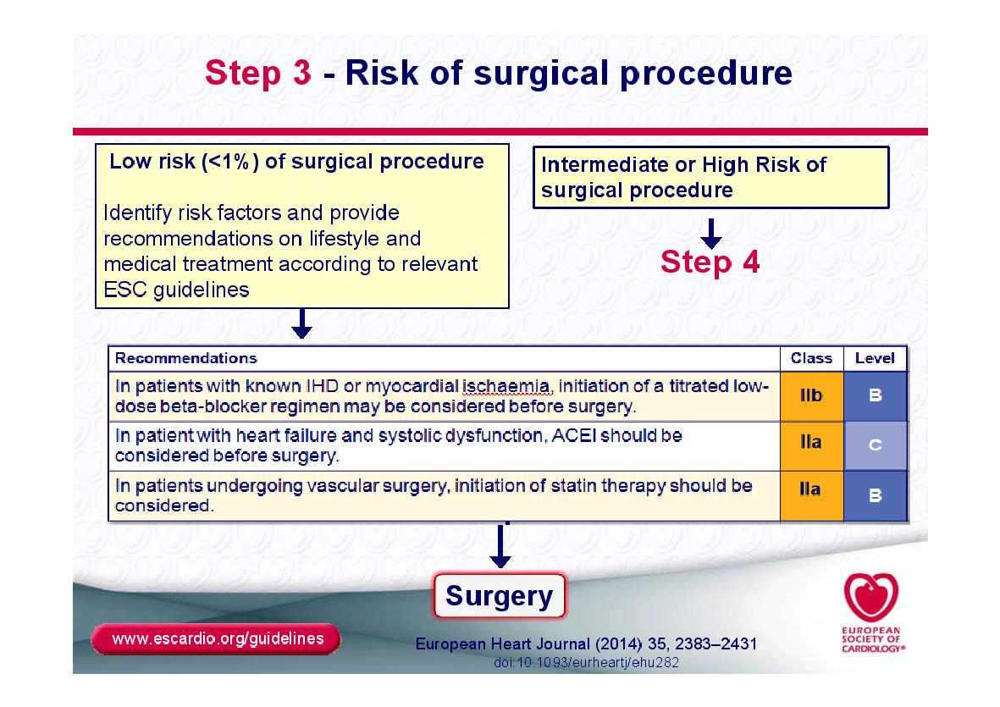 Step 3 - Risk of surgical procedure
Low risk (<1%) of surgical procedure
Identify risk factors and provide
recommendations on lifestyle and
medical treatment according to relevant
ESC guidelines
Intermediate or High Risk of
surgical procedure
Step 4
Recommendations Class Level
In patients with known IHD or myocardial ischaemia, initiation of a titrated low-
dose beta-blocker regimen may be considered before surgery. IIb B
In patient with heart failure and systolic dysfunction, ACEI should be
considered before surgery. IIa C
In patients undergoing vascular surgery, initiation of statin therapy should be
considered. IIa B
Surgery
www.escardio.org/guidelines
European Heart Journal (2014) 35, 2383–2431
doi:10.1093/eurheartj/ehu282
EUROPEAN
SOCIETY OF
CARDIOLOGY®